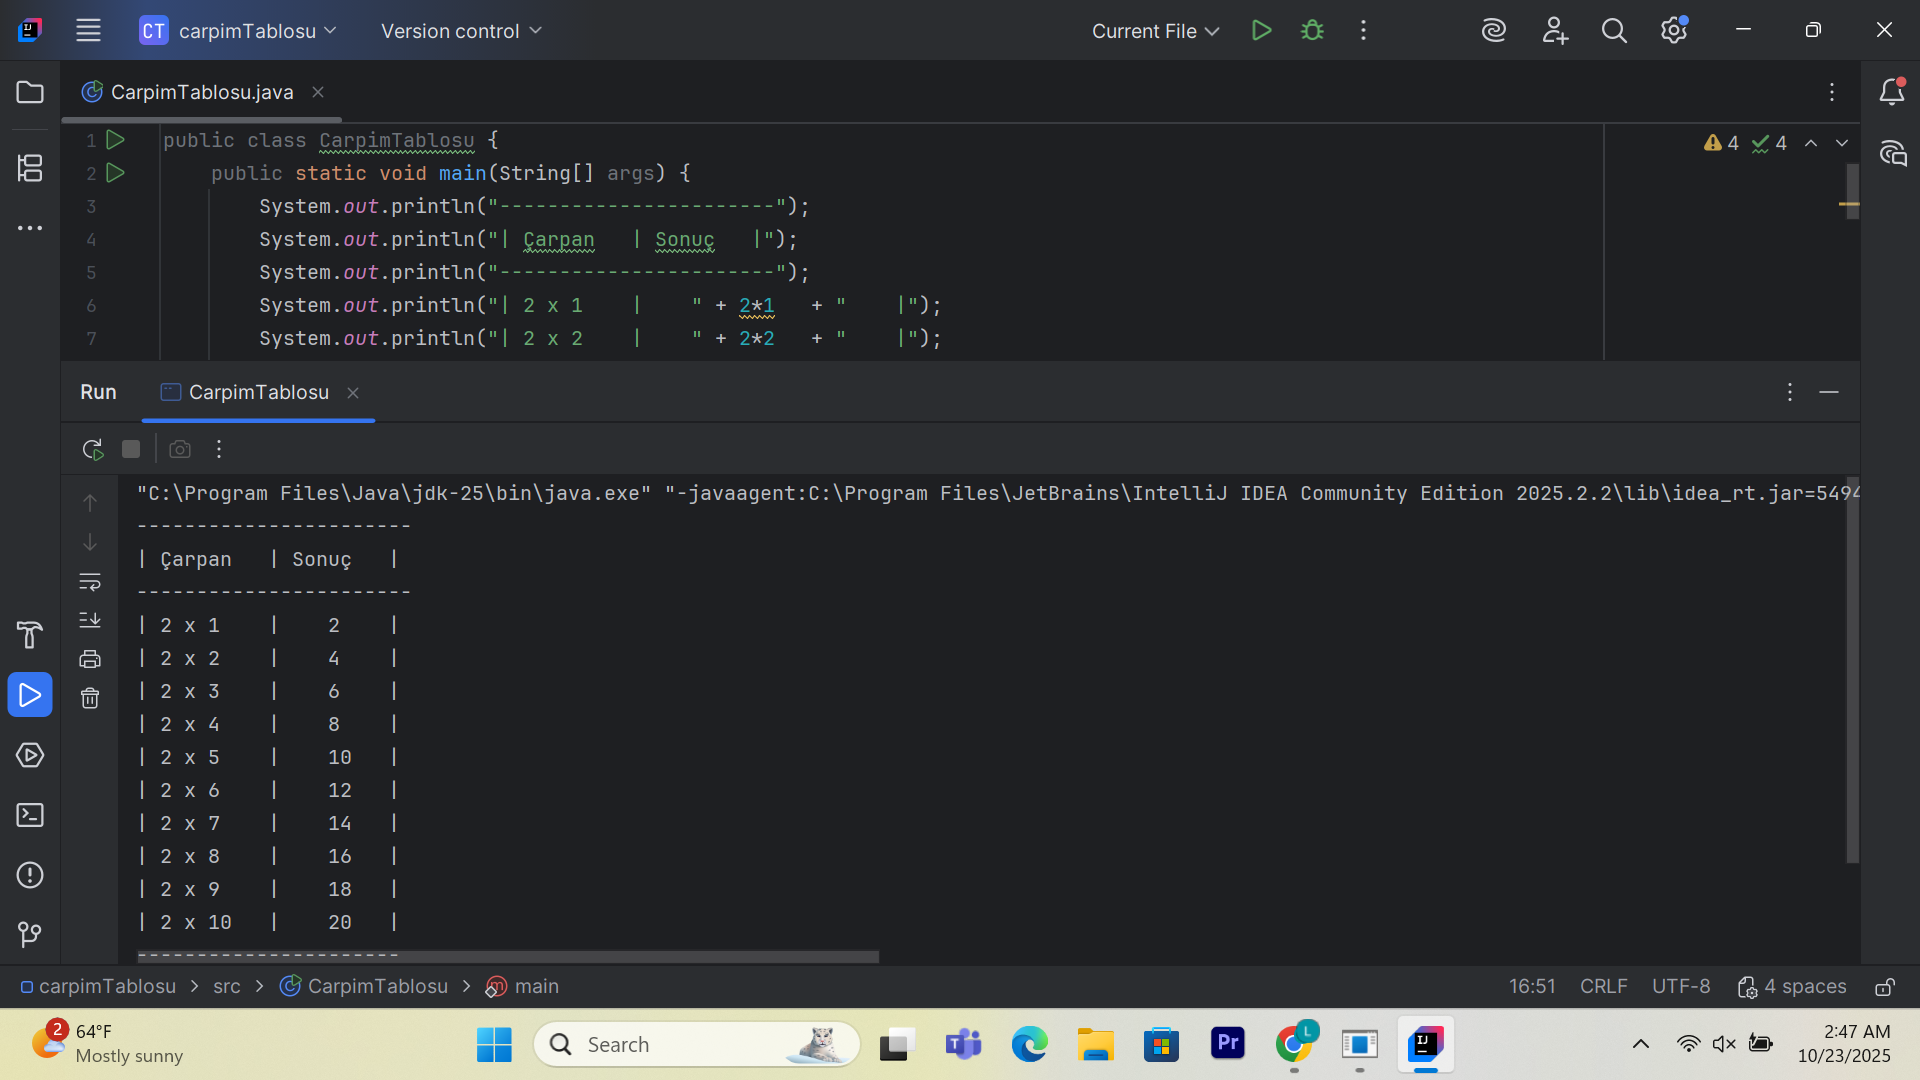 CT carpimTablosu Version control Current File
CarpimTablosu.java
1 public class CarpimTablosu { 4 4
2 public static void main(String[] args) {
3 System.out.println("-----------------------");
4 System.out.println("| Çarpan   | Sonuç   |");
5 System.out.println("-----------------------");
6 System.out.println("| 2 x 1    |    " + 2*1   + "    |");
7 System.out.println("| 2 x 2    |    " + 2*2   + "    |");
Run CarpimTablosu
"C:\Program Files\Java\jdk-25\bin\java.exe" "-javaagent:C:\Program Files\JetBrains\IntelliJ IDEA Community Edition 2025.2.2\lib\idea_rt.jar=5494
-----------------------
| Çarpan   | Sonuç   |
-----------------------
| 2 x 1    |    2    |
| 2 x 2    |    4    |
| 2 x 3    |    6    |
| 2 x 4    |    8    |
| 2 x 5    |    10   |
| 2 x 6    |    12   |
| 2 x 7    |    14   |
| 2 x 8    |    16   |
| 2 x 9    |    18   |
| 2 x 10   |    20   |
----------------------
carpimTablosu > src > CarpimTablosu > main 16:51 CRLF UTF-8 4 spaces
2 64°F
Mostly sunny
Search
Pr
L
IJ
2:47 AM
10/23/2025